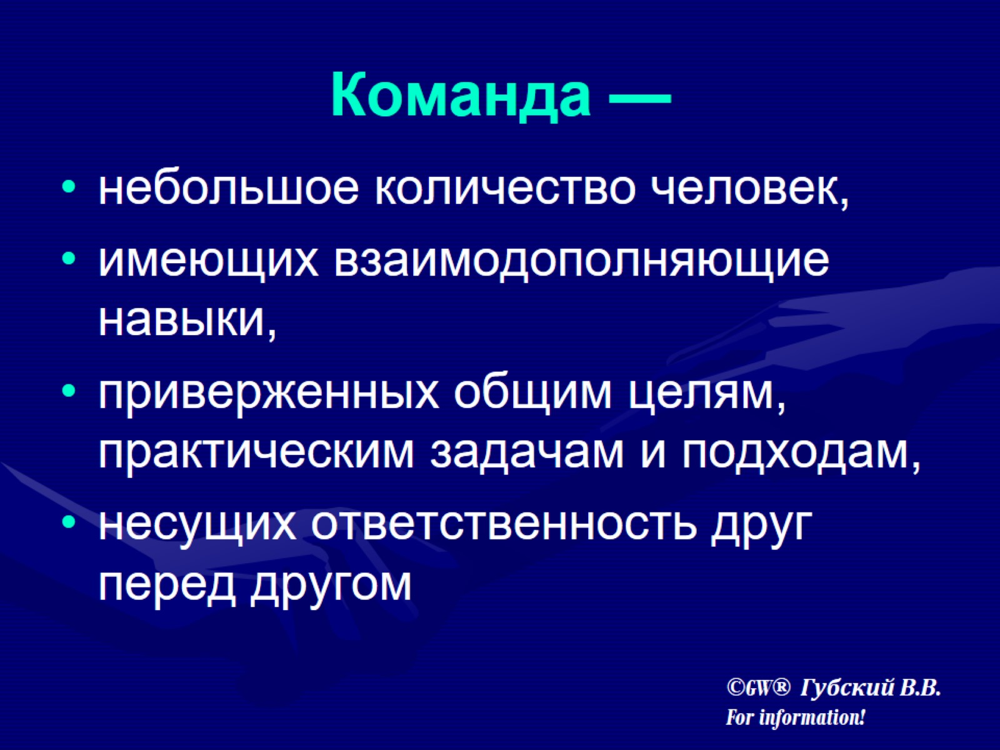 Команда —
• небольшое количество человек,
• имеющих взаимодополняющие
навыки,
• приверженных общим целям,
практическим задачам и подходам,
• несущих ответственность друг
перед другом
©GW® Губский В.В.
For information!